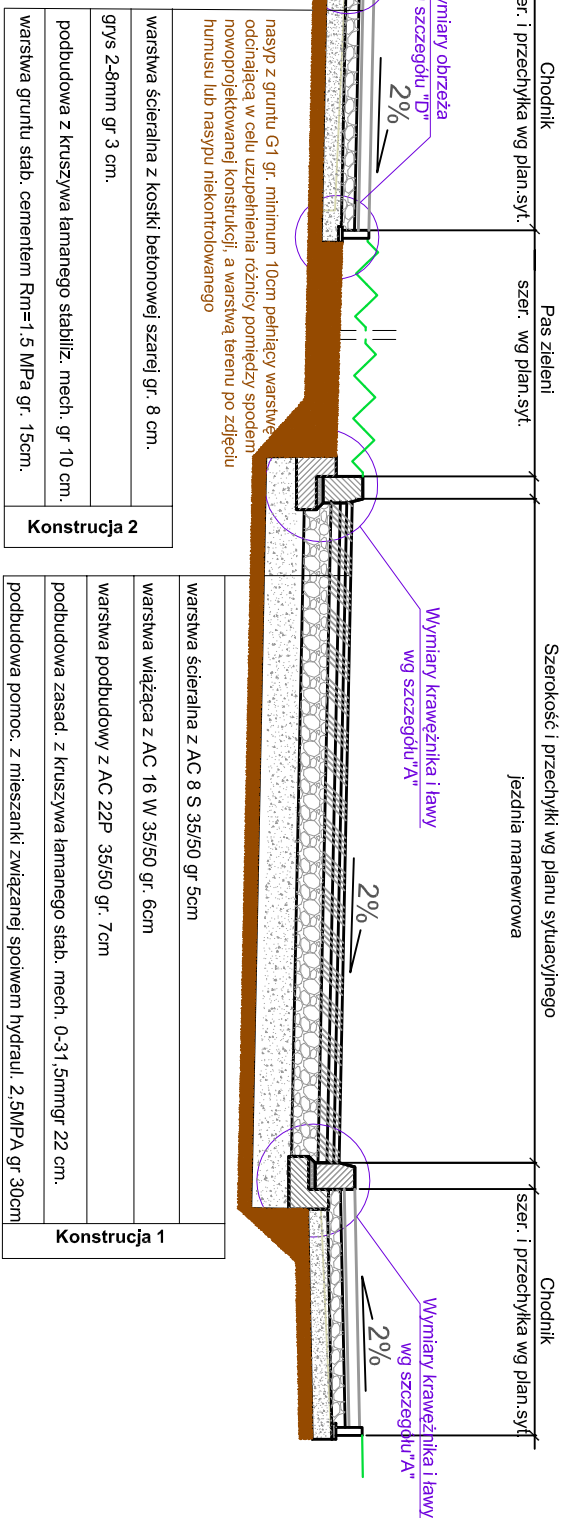 er. i przechyłka wg plan.syt.
Chodnik
Pas zieleni
szer. wg plan.syt.
Szerokość i przechyłki wg planu sytuacyjnego
jezdnia manewrowa
Chodnik
szer. i przechyłka wg plan.syt.
ymiary obrzeża
szczegółu "D"
2%
Wymiary krawężnika i ławy
wg szczegółu"A"
2%
Wymiary krawężnika i ławy
wg szczegółu"A"
2%
nasyp z gruntu G1 gr. minimum 10cm pełniący warstwę
odcinającą w celu uzupełnienia różnicy pomiędzy spodem
nowoprojektowanej konstrukcji, a warstwą terenu po zdjęciu
humusu lub nasypu niekontrolowanego
warstwa ścieralna z kostki betonowej szarej gr. 8 cm.
grys 2-8mm gr 3 cm.
podbudowa z kruszywa łamanego stabiliz. mech. gr 10 cm.
warstwa gruntu stab. cementem Rm=1.5 MPa gr. 15cm.
Konstrucja 2
warstwa ścieralna z AC 8 S 35/50 gr 5cm
warstwa wiążąca z AC 16 W 35/50 gr. 6cm
warstwa podbudowy z AC 22P 35/50 gr. 7cm
podbudowa zasad. z kruszywa łamanego stab. mech. 0-31,5mmgr 22 cm.
podbudowa pomoc. z mieszanki związanej spoiwem hydraul. 2,5MPA gr 30cm
Konstrucja 1